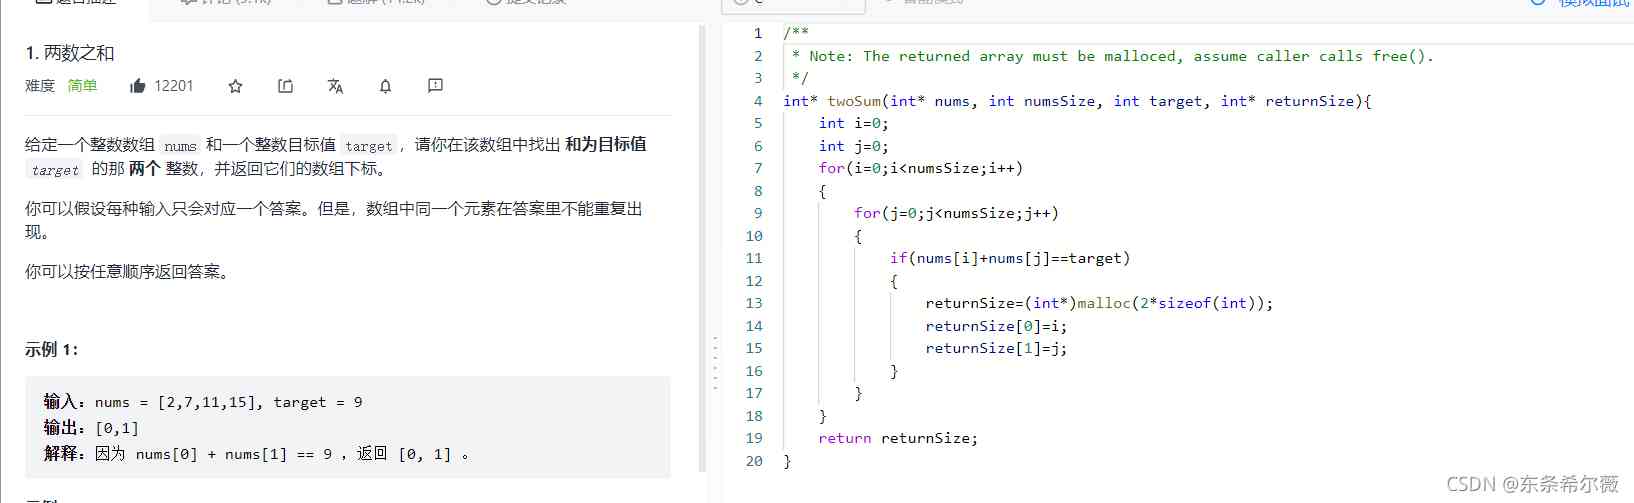 1. 两数之和
难度 简单 12201
给定一个整数数组 nums 和一个整数目标值 target，请你在该数组中找出 和为目标值
target 的那 两个 整数，并返回它们的数组下标。
你可以假设每种输入只会对应一个答案。但是，数组中同一个元素在答案里不能重复出
现。
你可以按任意顺序返回答案。
示例 1：
输入：nums = [2,7,11,15], target = 9
输出：[0,1]
解释：因为 nums[0] + nums[1] == 9 ，返回 [0, 1] 。
1 /**
2 * Note: The returned array must be malloced, assume caller calls free().
3 */
4 int* twoSum(int* nums, int numsSize, int target, int* returnSize){
5 int i=0;
6 int j=0;
7 for(i=0;i<numsSize;i++)
8 {
9 for(j=0;j<numsSize;j++)
10 {
11 if(nums[i]+nums[j]==target)
12 {
13 returnSize=(int*)malloc(2*sizeof(int));
14 returnSize[0]=i;
15 returnSize[1]=j;
16 }
17 }
18 }
19 return returnSize;
20 }
CSDN @东条希尔薇